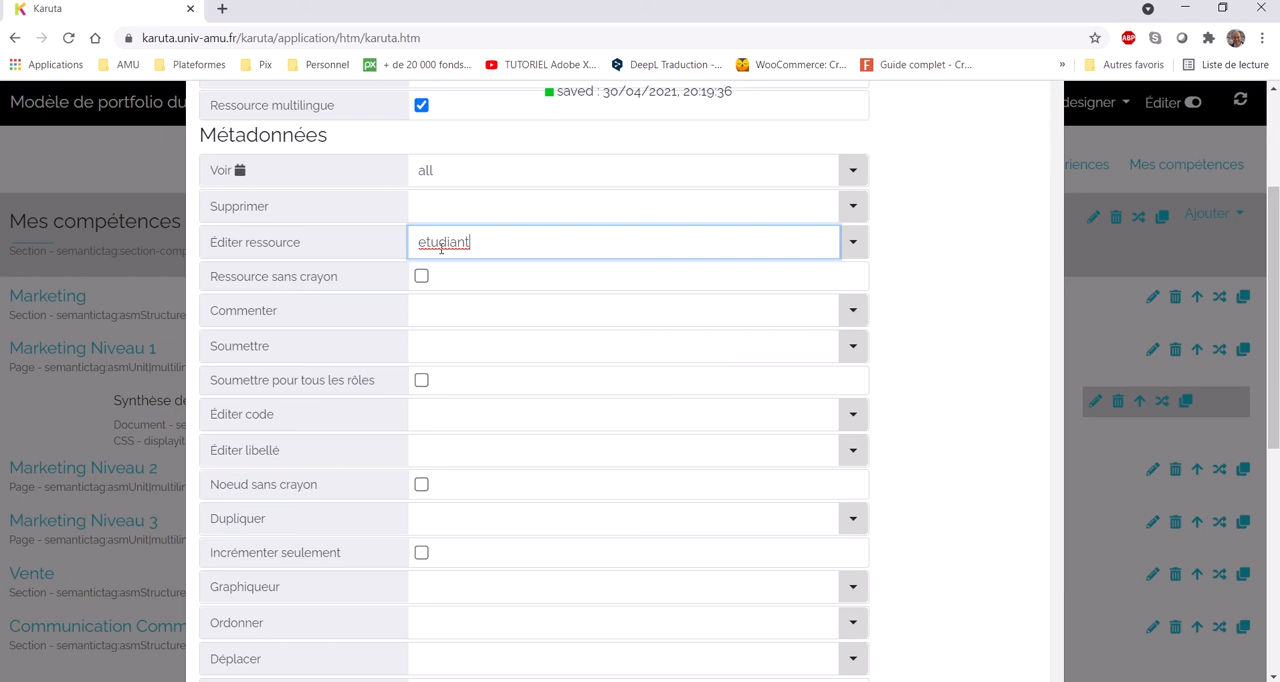 Karuta
karuta.univ-amu.fr/karuta/application/htm/karuta.htm
Applications AMU Plateformes Pix Personnel + de 20 000 fonds... TUTORIEL Adobe X... DeepL Traduction -... WooCommerce: Cr... Guide complet - Cr... » Autres favoris Liste de lecture
Modèle de portfolio du
designer Éditer
saved : 30/04/2021, 20:19:36
Ressource multilingue
Métadonnées
Voir all
Supprimer
Éditer ressource etudiant
Ressource sans crayon
Commenter
Soumettre
Soumettre pour tous les rôles
Éditer code
Éditer libellé
Noeud sans crayon
Dupliquer
Incrémenter seulement
Graphiqueur
Ordonner
Déplacer
Mes compétences
Mes compétences
Section - semantictag:section-comp
Ajouter
Marketing
Section - semantictag:asmStructure
Marketing Niveau 1
Page - semantictag:asmUnit|multilin
Synthèse de
Document - se
CSS - displayit
Marketing Niveau 2
Page - semantictag:asmUnit|multilin
Marketing Niveau 3
Page - semantictag:asmUnit|multilin
Vente
Section - semantictag:asmStructure
Communication Comm
Section - semantictag:asmStructure